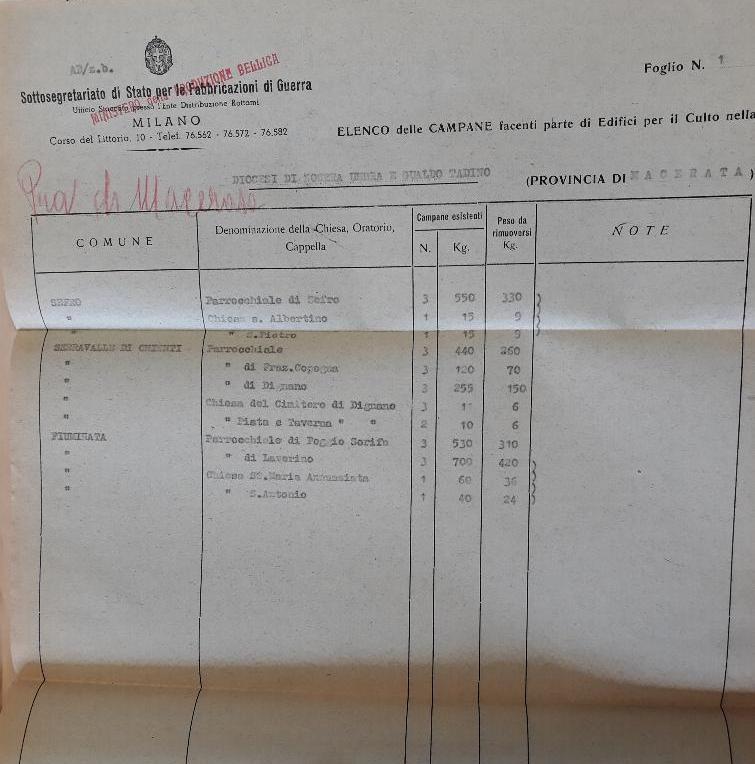 AB/z.b.
Sottosegretariato di Stato per le Fabbricazioni di Guerra
MINISTERO della PRODUZIONE BELLICA
Ufficio Staccato presso l'Ente Distribuzione Rottami
MILANO
Corso del Littorio, 10 - Telef. 76.562 - 76.572 - 76.582
Foglio N. 1
ELENCO delle CAMPANE facenti parte di Edifici per il Culto nella
DIOCESI DI NOCERA UMBRA E GUALDO TADINO (PROVINCIA DI MACERATA)
di
COMUNE Denominazione della Chiesa, Oratorio, Cappella Campane esistenti N. Kg. Peso da rimuoversi Kg. NOTE
SEFRO Parrocchiale di Sefro 3 550 330
" Chiesa s. Albertino 1 15 9
" " S.Pietro 1 15 9
SERRAVALLE DI CHIENTI Parrocchiale 3 440 260
" " di Fraz.Copogna 3 120 70
" " di Dignano 3 255 150
" Chiesa del Cimitero di Dignano 3 1 6
" " Pista e Taverna " " 2 10 6
FIUMINATA Parrocchiale di Poggio Sorifa 3 530 310
" " di Laverino 3 700 420
" Chiesa SS.Maria Annunziata 1 60 36
" " S.Antonio 1 40 24